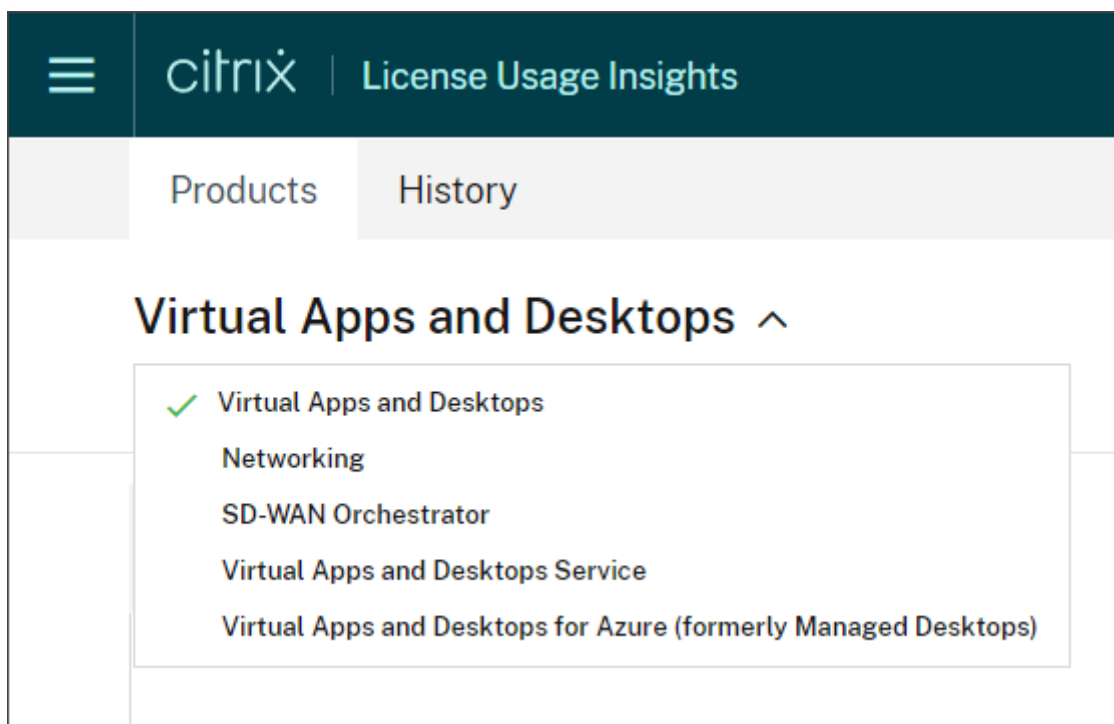 citrix License Usage Insights
Products History
Virtual Apps and Desktops
Virtual Apps and Desktops
Networking
SD-WAN Orchestrator
Virtual Apps and Desktops Service
Virtual Apps and Desktops for Azure (formerly Managed Desktops)